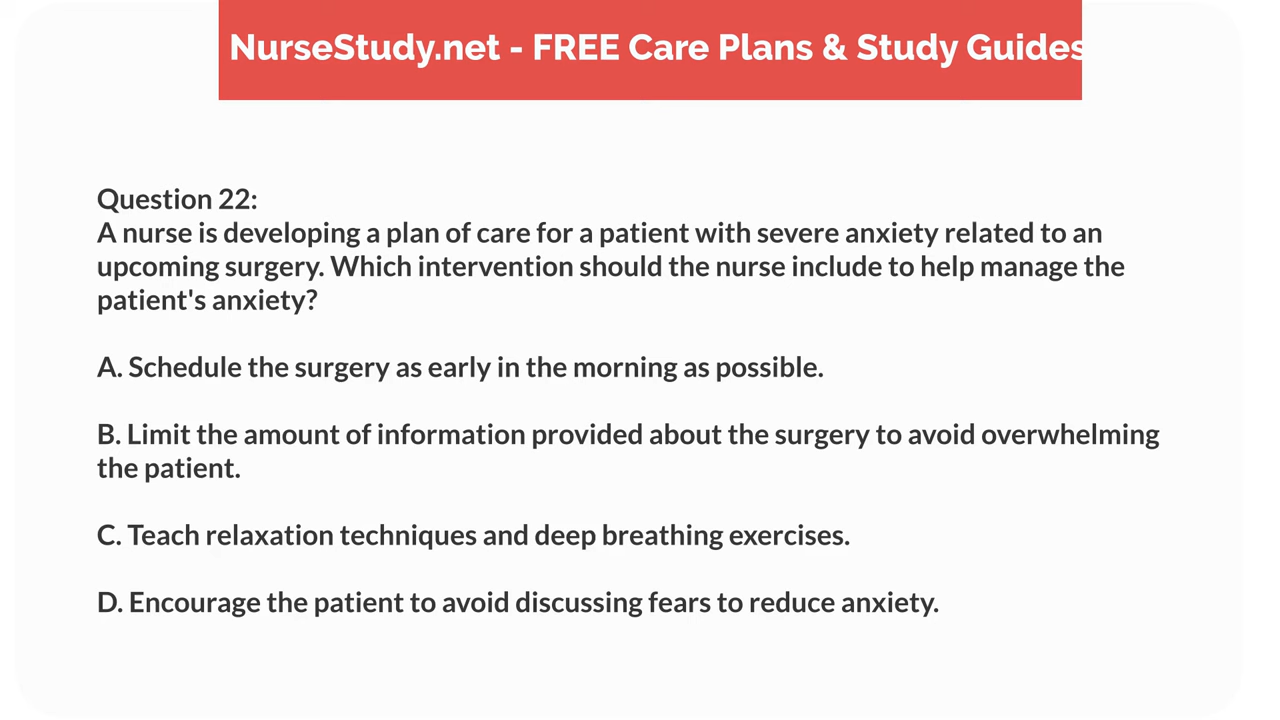 NurseStudy.net - FREE Care Plans & Study Guides
Question 22:
A nurse is developing a plan of care for a patient with severe anxiety related to an
upcoming surgery. Which intervention should the nurse include to help manage the
patient's anxiety?
A. Schedule the surgery as early in the morning as possible.
B. Limit the amount of information provided about the surgery to avoid overwhelming
the patient.
C. Teach relaxation techniques and deep breathing exercises.
D. Encourage the patient to avoid discussing fears to reduce anxiety.